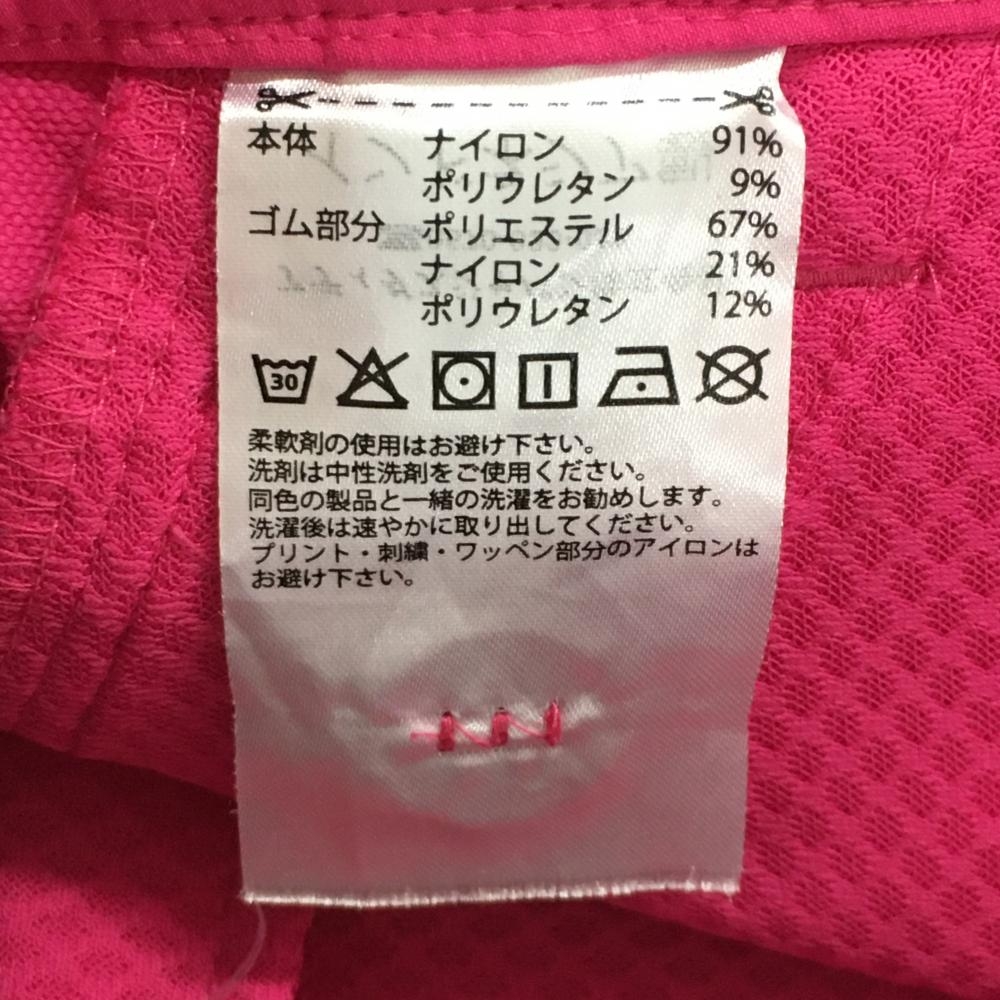 本体 ナイロン 91%
ポリウレタン 9%
ゴム部分 ポリエステル 67%
ナイロン 21%
ポリウレタン 12%
30
柔軟剤の使用はお避け下さい。
洗剤は中性洗剤をご使用ください。
同色の製品と一緒の洗濯をお勧めします。
洗濯後は速やかに取り出してください。
プリント・刺繍・ワッペン部分のアイロンは
お避け下さい。